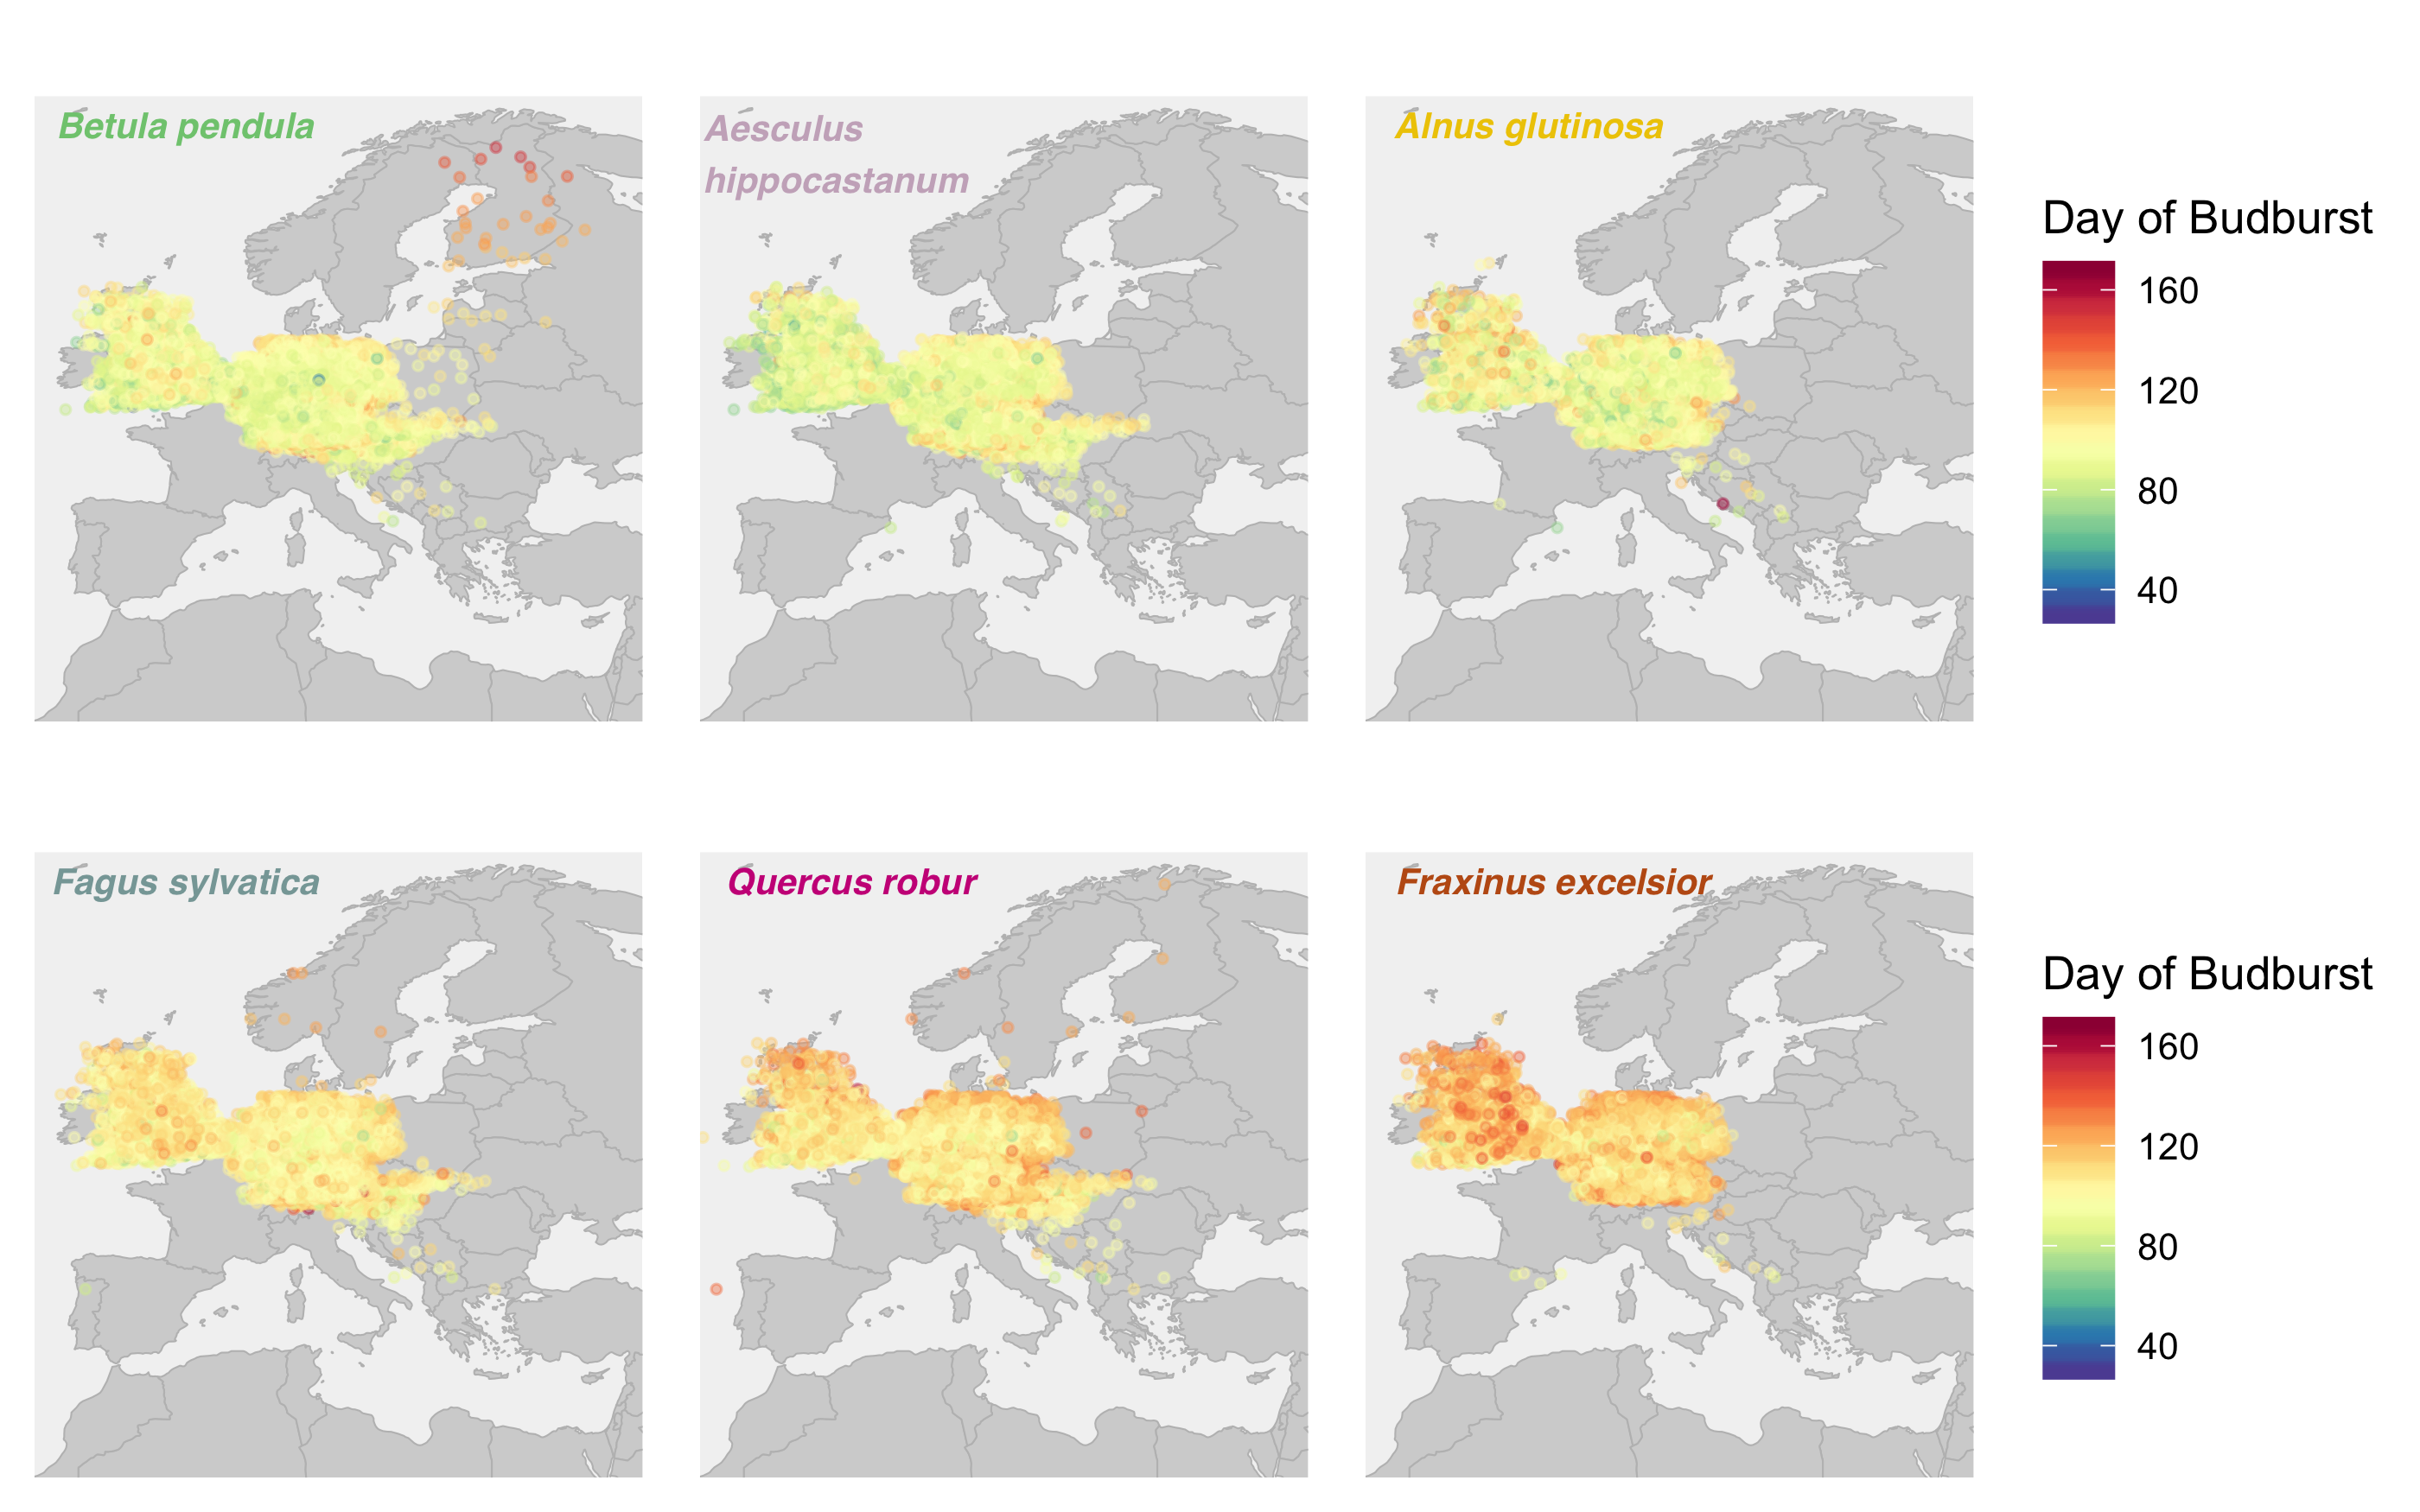 Betula pendula
Aesculus
hippocastanum
Alnus glutinosa
Day of Budburst
160
120
80
40
Fagus sylvatica
Quercus robur
Fraxinus excelsior
Day of Budburst
160
120
80
40